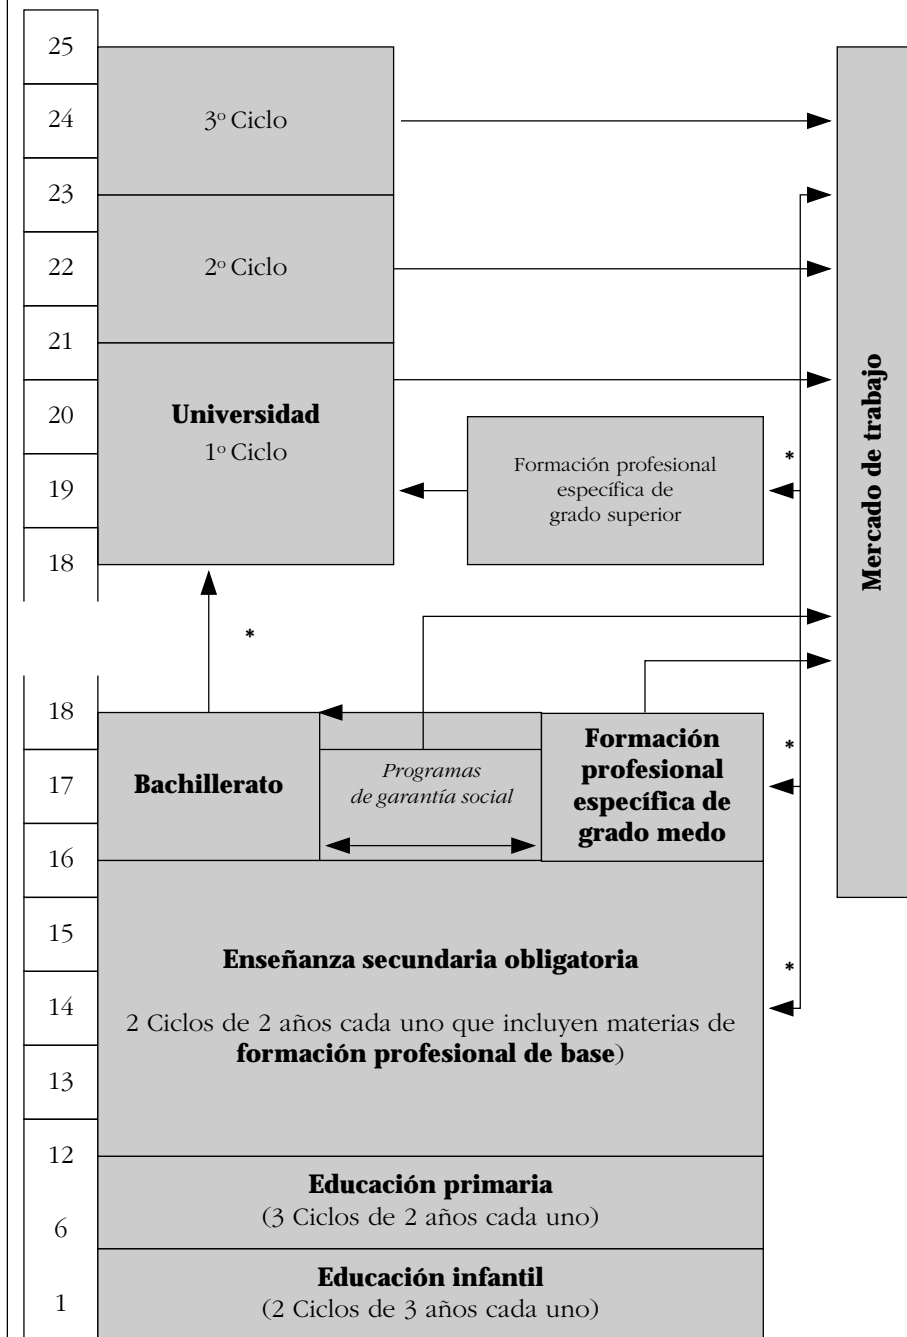 25
24
3º Ciclo
23
22
2º Ciclo
21
20
Universidad
1º Ciclo
19
18
Formación profesional
específica de
grado superior
*
Mercado de trabajo
*
18
17
16
Bachillerato
Programas
de garantía social
Formación
profesional
específica de
grado medo
*
15
14
13
Enseñanza secundaria obligatoria
2 Ciclos de 2 años cada uno que incluyen materias de
formación profesional de base)
*
12
Educación primaria
(3 Ciclos de 2 años cada uno)
6
Educación infantil
(2 Ciclos de 3 años cada uno)
1